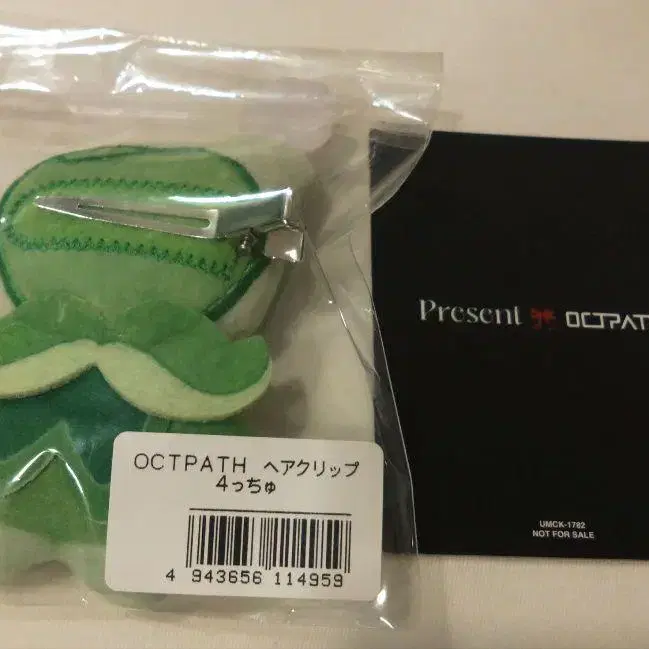 OCTPATH ヘアクリップ
4っちゅ
4 943656 114959
Present OCTPAT
UMCK-1782
NOT FOR SALE